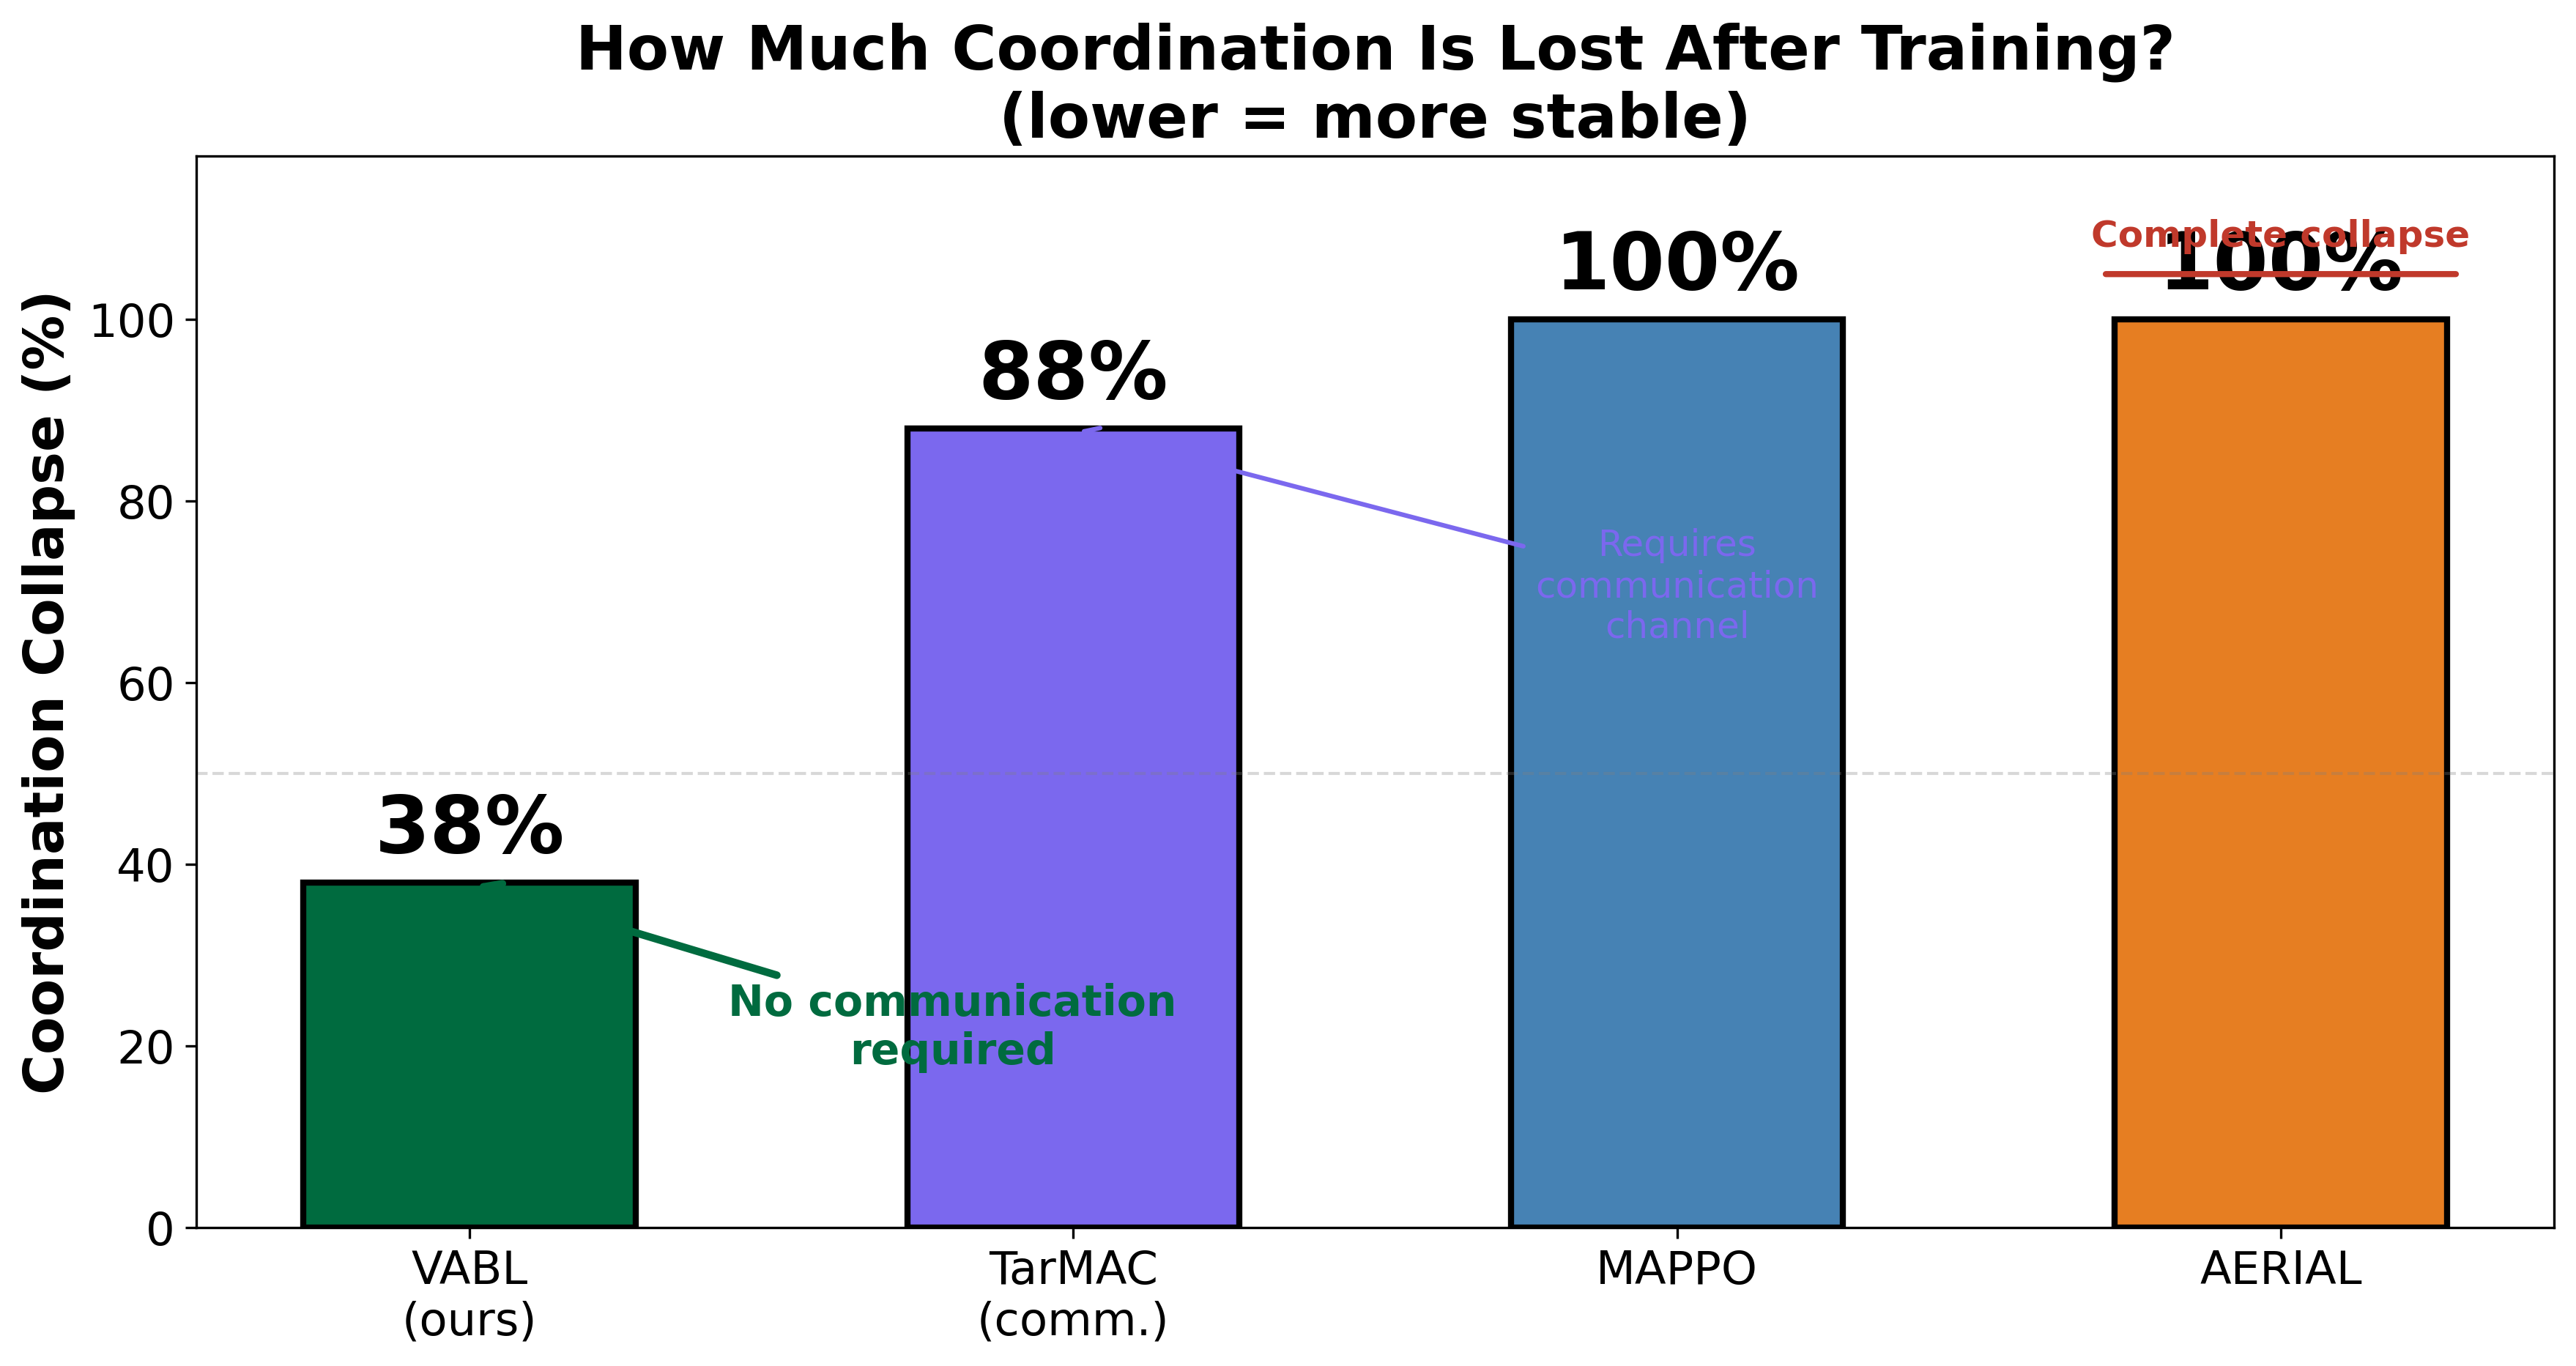 How Much Coordination Is Lost After Training?
(lower = more stable)
Coordination Collapse (%)
100
80
60
40
20
0
38%
88%
100%
100%
Complete collapse
Requires
communication
channel
No communication
required
VABL
(ours)
TarMAC
(comm.)
MAPPO
AERIAL